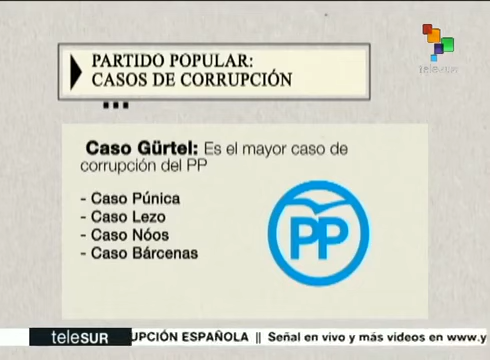 PARTIDO POPULAR:
CASOS DE CORRUPCIÓN
teleSUR
Caso Gürtel: Es el mayor caso de
corrupción del PP
- Caso Púnica
- Caso Lezo
- Caso Nóos
- Caso Bárcenas
PP
teleSUR
UPCIÓN ESPAÑOLA || Señal en vivo y más videos en www.y